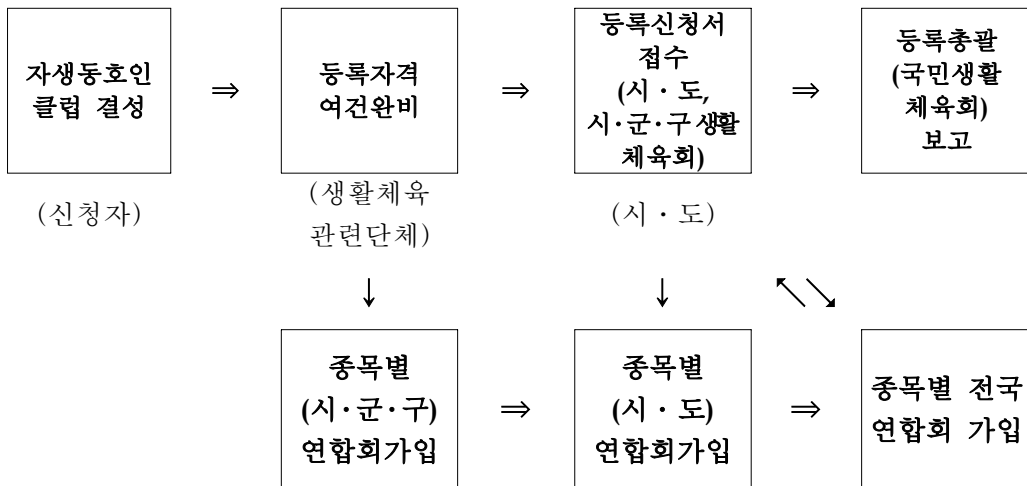 자생동호인
클럽 결성
⇒
등록자격
여건완비
⇒
등록신청서
접수
(시·도,
시·군·구 생활
체육회)
⇒
등록총괄
(국민생활
체육회)
보고
(신청자)
(생활체육
관련단체)
(시·도)
↓
↓
↖↘
종목별
(시·군·구)
연합회가입
⇒
종목별
(시·도)
연합회가입
⇒
종목별 전국
연합회 가입